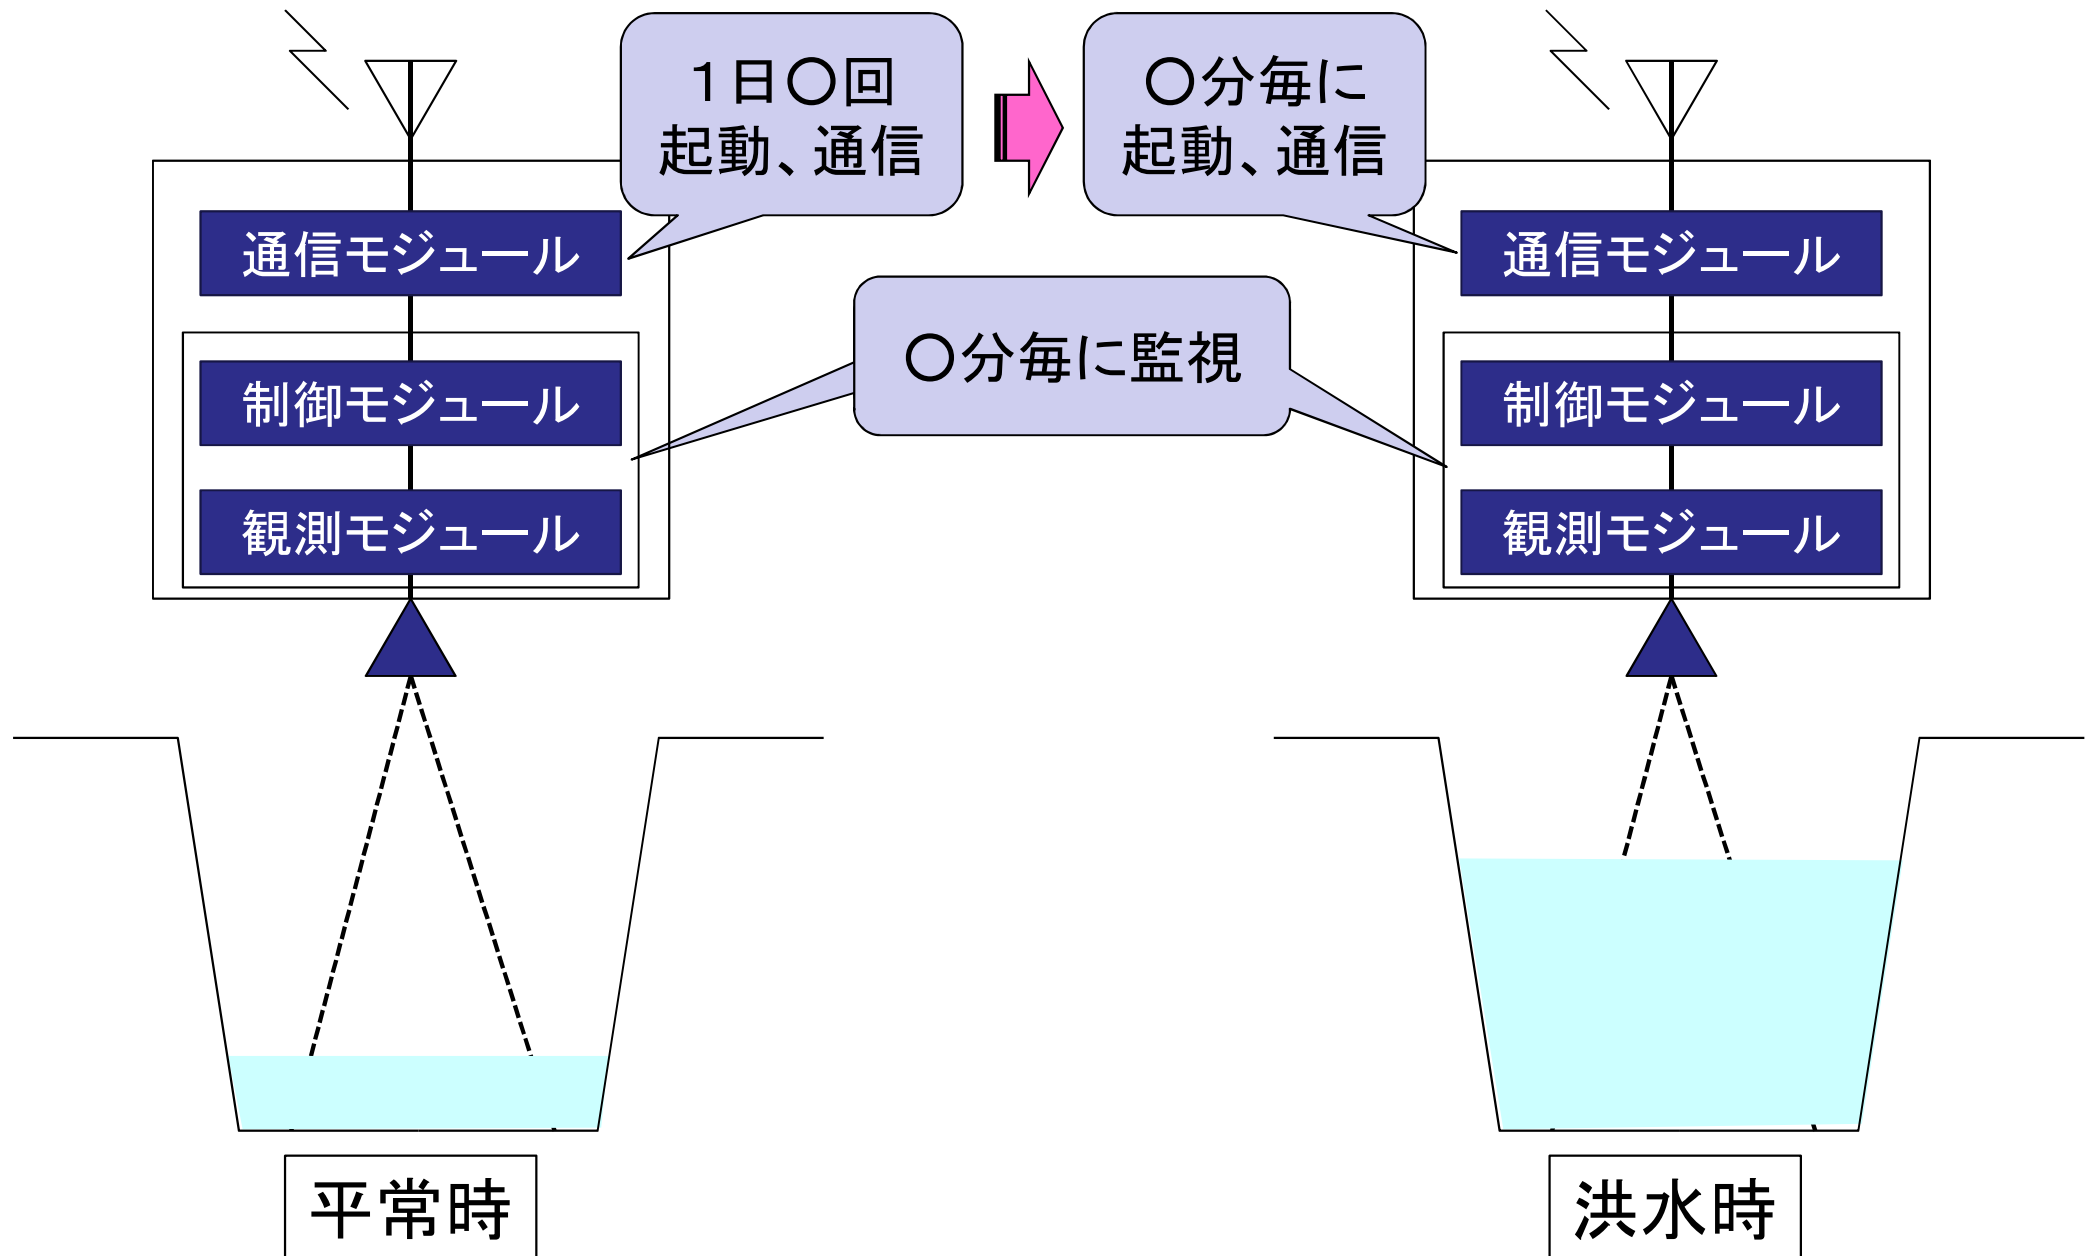 １日〇回
起動、通信
〇分毎に
起動、通信
通信モジュール
通信モジュール
〇分毎に監視
制御モジュール
制御モジュール
観測モジュール
観測モジュール
平常時
洪水時